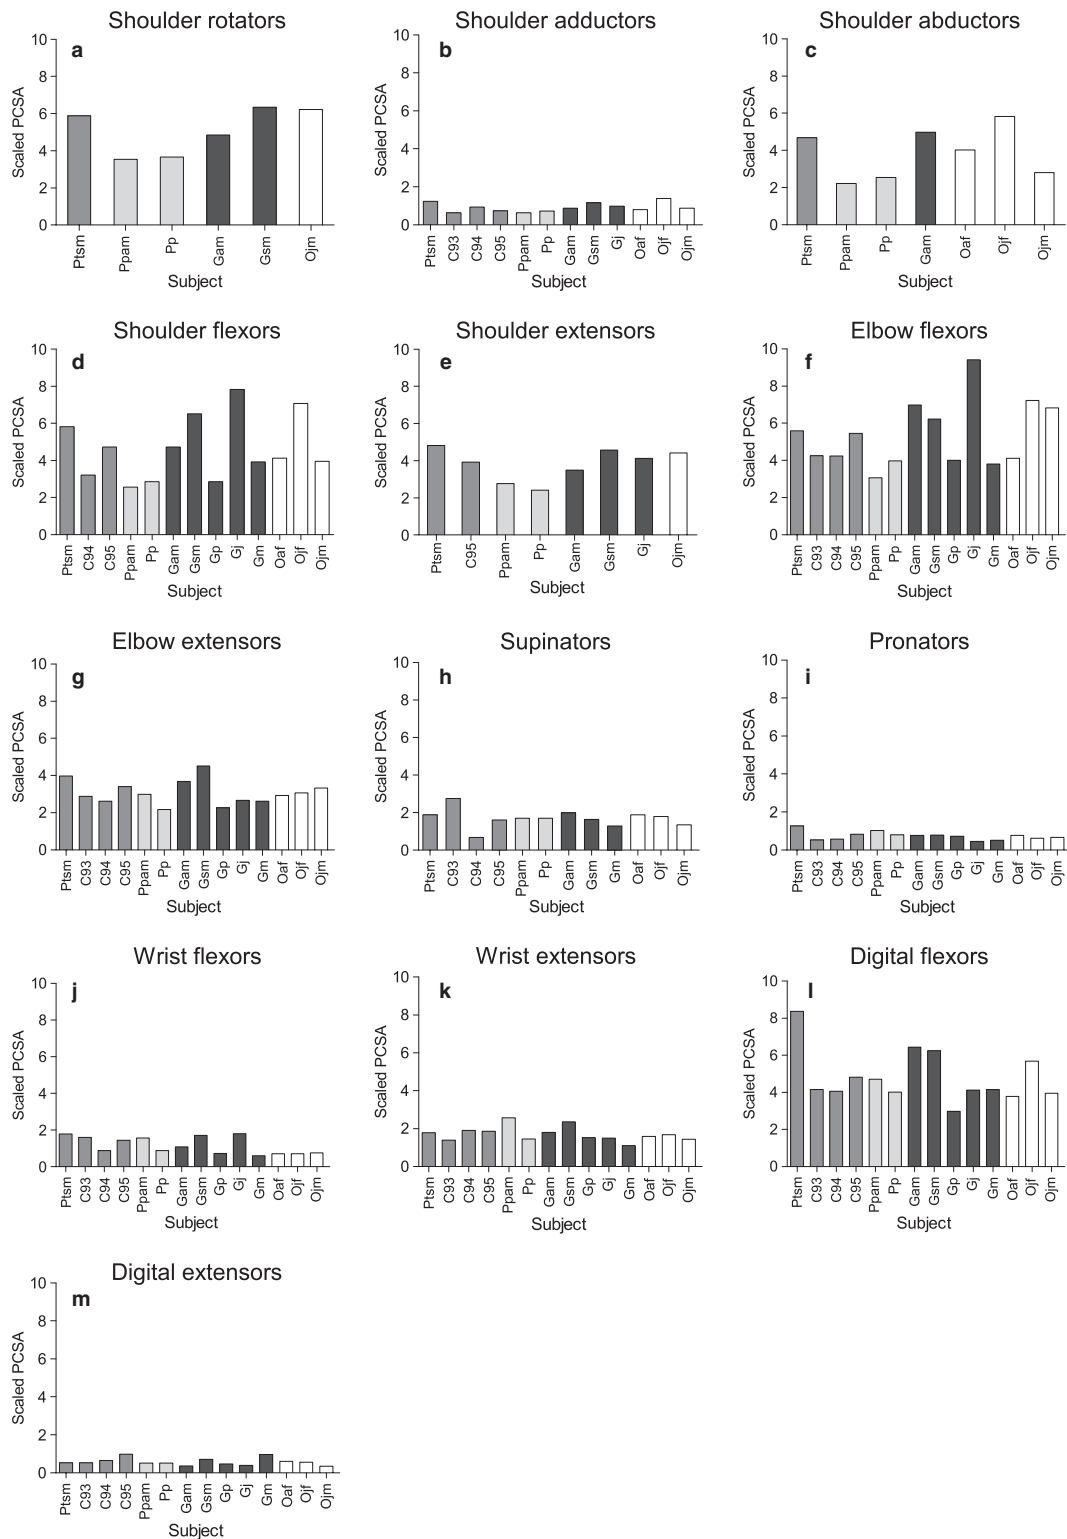 Shoulder rotators
a
Scaled PCSA
10
8
6
4
2
0
Ptsm Ppam Pp Gam Gsm Ojm
Subject
Shoulder adductors
b
Scaled PCSA
10
8
6
4
2
0
Ptsm C93 C94 C95 Ppam Pp Gam Gsm Gj Oaf Ojf Ojm
Subject
Shoulder abductors
c
Scaled PCSA
10
8
6
4
2
0
Ptsm Ppam Pp Gam Oaf Ojf Ojm
Subject
Shoulder flexors
d
Scaled PCSA
10
8
6
4
2
0
Ptsm C94 C95 Ppam Pp Gam Gsm Gp Gj Gm Oaf Ojf Ojm
Subject
Shoulder extensors
e
Scaled PCSA
10
8
6
4
2
0
Ptsm C95 Ppam Pp Gam Gsm Gj Ojm
Subject
Elbow flexors
f
Scaled PCSA
10
8
6
4
2
0
Ptsm C93 C94 C95 Ppam Pp Gam Gsm Gp Gj Gm Oaf Ojf Ojm
Subject
Elbow extensors
g
Scaled PCSA
10
8
6
4
2
0
Ptsm C93 C94 C95 Ppam Pp Gam Gsm Gp Gj Gm Oaf Ojf Ojm
Subject
Supinators
h
Scaled PCSA
10
8
6
4
2
0
Ptsm C93 C94 C95 Ppam Pp Gam Gsm Gm Oaf Ojf Ojm
Subject
Pronators
i
Scaled PCSA
10
8
6
4
2
0
Ptsm C93 C94 C95 Ppam Pp Gam Gsm Gp Gj Gm Oaf Ojf Ojm
Subject
Wrist flexors
j
Scaled PCSA
10
8
6
4
2
0
Ptsm C93 C94 C95 Ppam Pp Gam Gsm Gp Gj Gm Oaf Ojf Ojm
Subject
Wrist extensors
k
Scaled PCSA
10
8
6
4
2
0
Ptsm C93 C94 C95 Ppam Pp Gam Gsm Gp Gj Gm Oaf Ojf Ojm
Subject
Digital flexors
l
Scaled PCSA
10
8
6
4
2
0
Ptsm C93 C94 C95 Ppam Pp Gam Gsm Gp Gj Gm Oaf Ojf Ojm
Subject
Digital extensors
m
Scaled PCSA
10
8
6
4
2
0
Ptsm C93 C94 C95 Ppam Pp Gam Gsm Gp Gj Gm Oaf Ojf Ojm
Subject